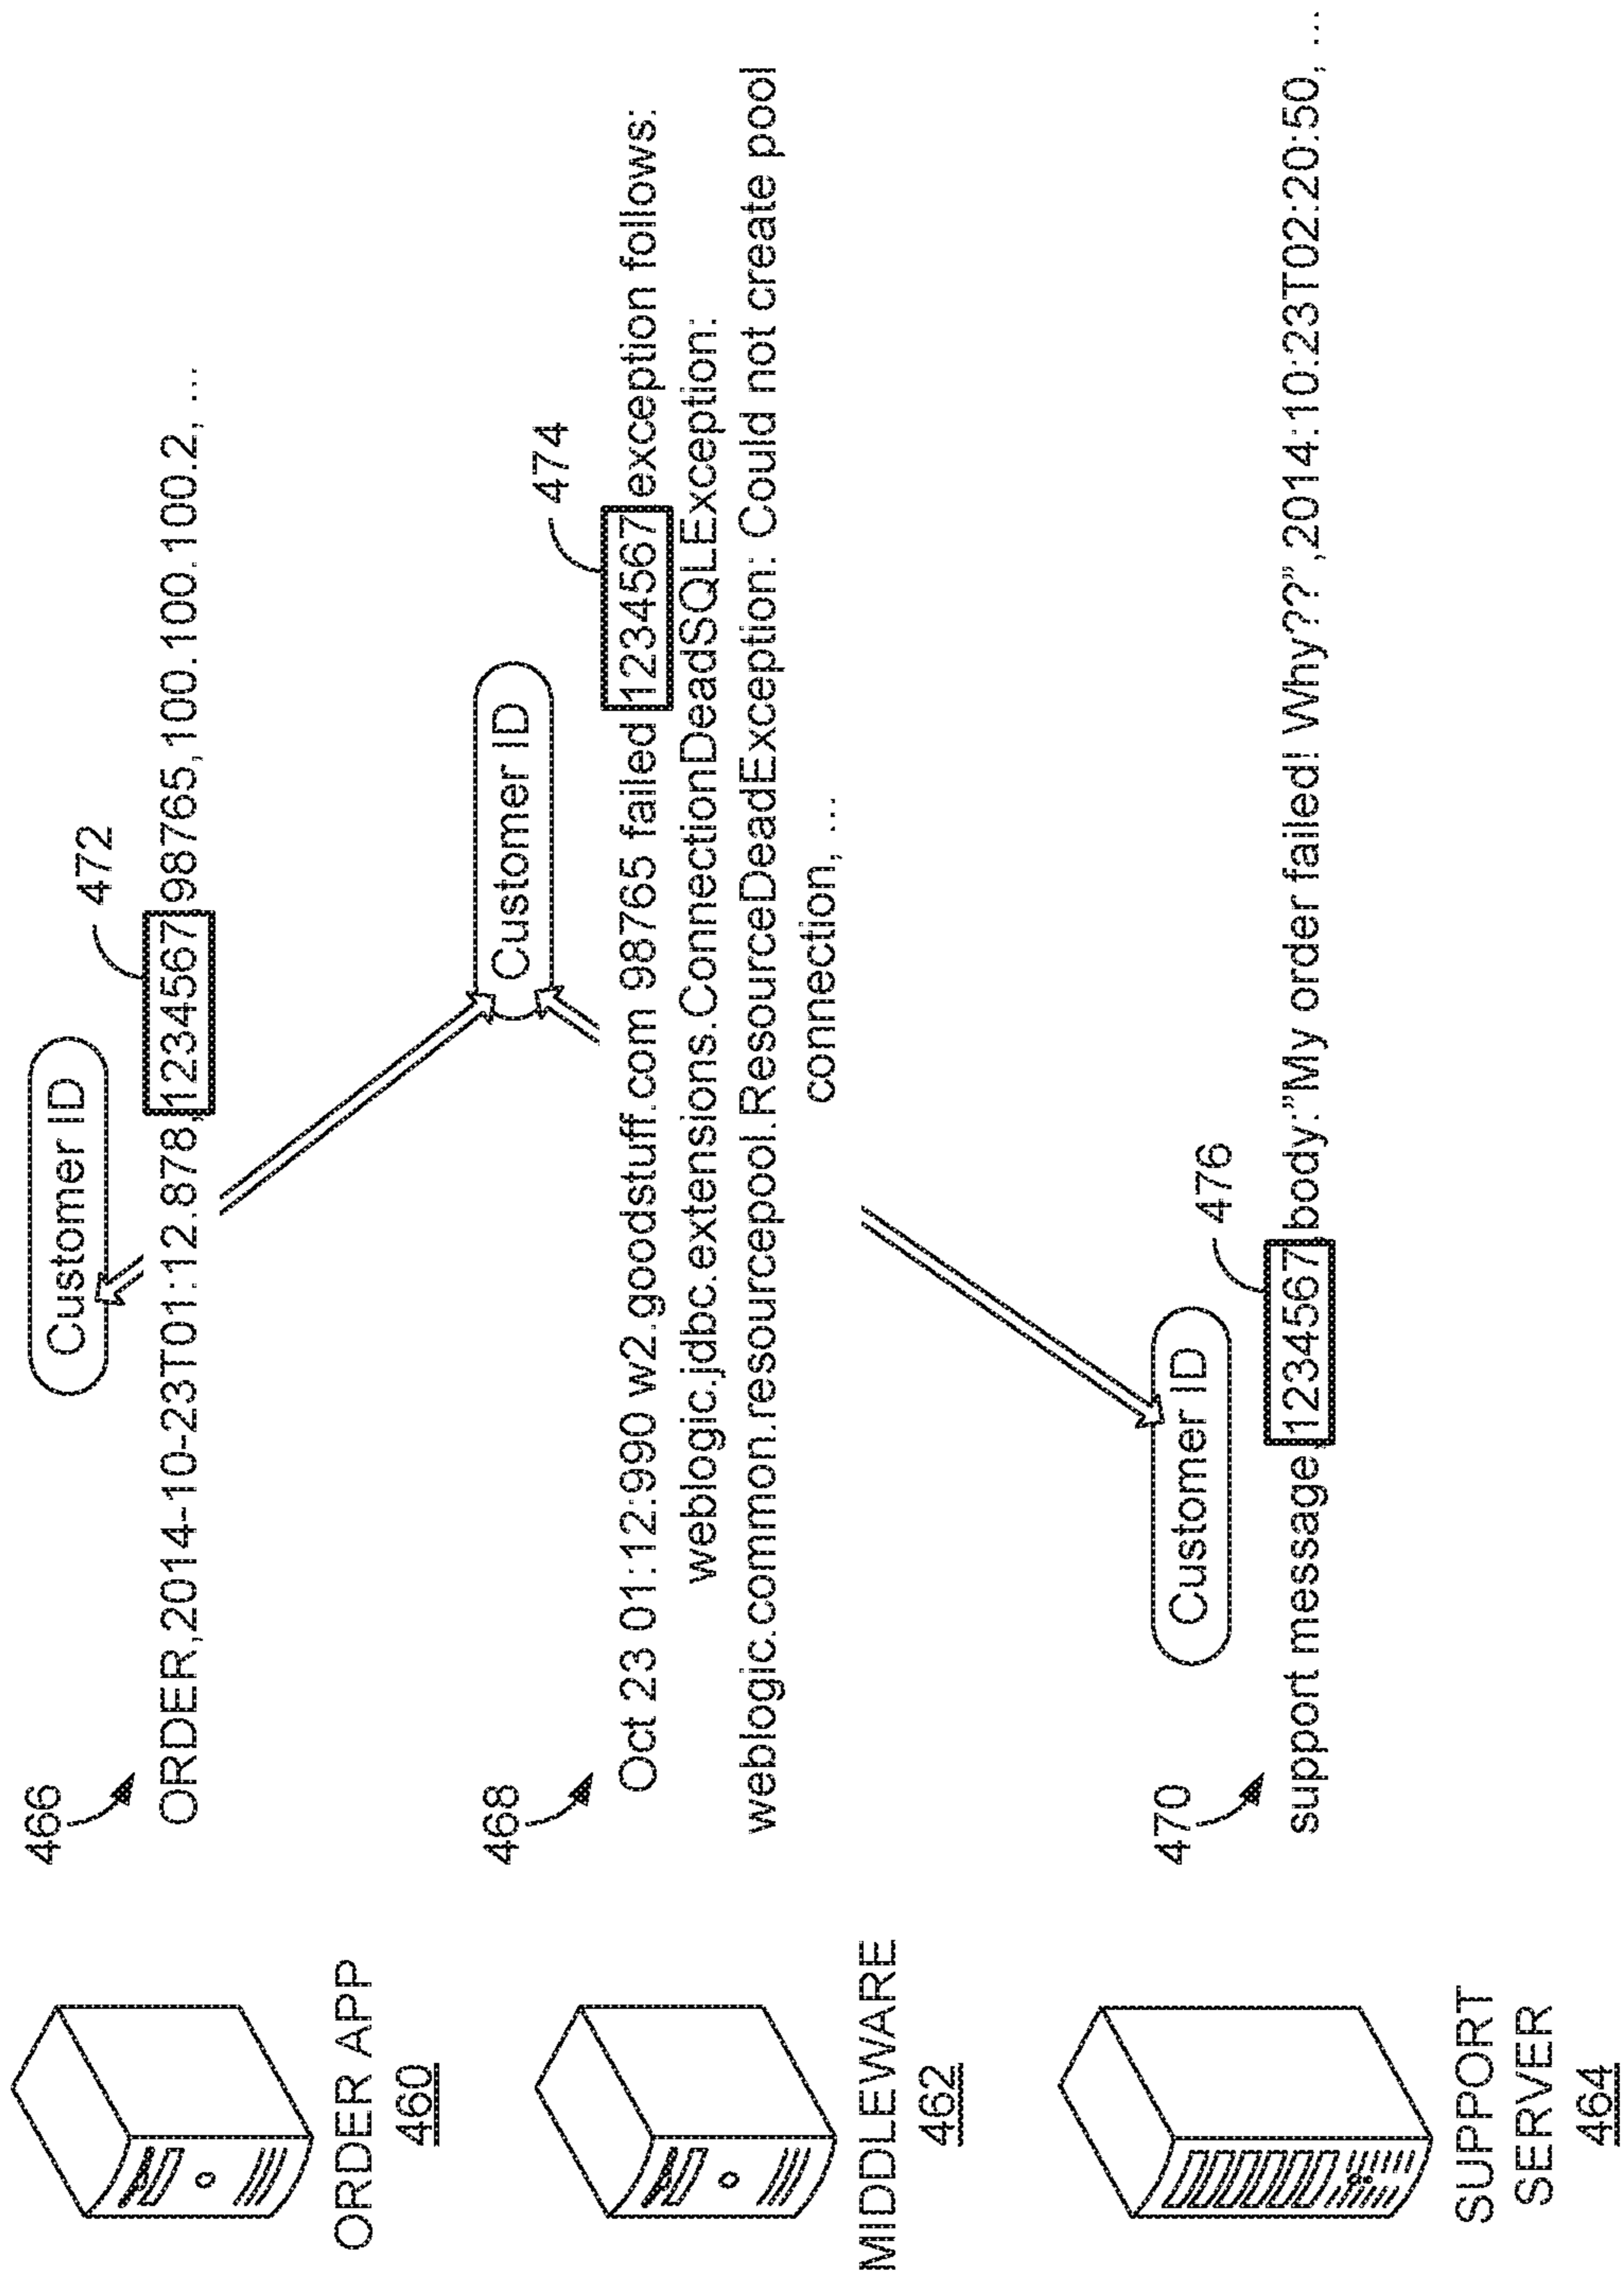 466
Customer ID
472
ORDER,2014-10-23T01:12.878,1234567,98765,100.100.100.2, ...
ORDER APP
460
468
Customer ID
474
Oct 23 01:12:990 w2.goodstuff.com 98765 failed 1234567 exception follows:
weblogic.jdbc.extensions.ConnectionDeadSQLException:
weblogic.common.resourcepool.ResourceDeadException: Could not create pool
connection, ...
MIDDLEWARE
462
470
Customer ID
476
support message,1234567,body:"My order failed! Why??",2014:10:23T02:20:50, ...
SUPPORT
SERVER
464